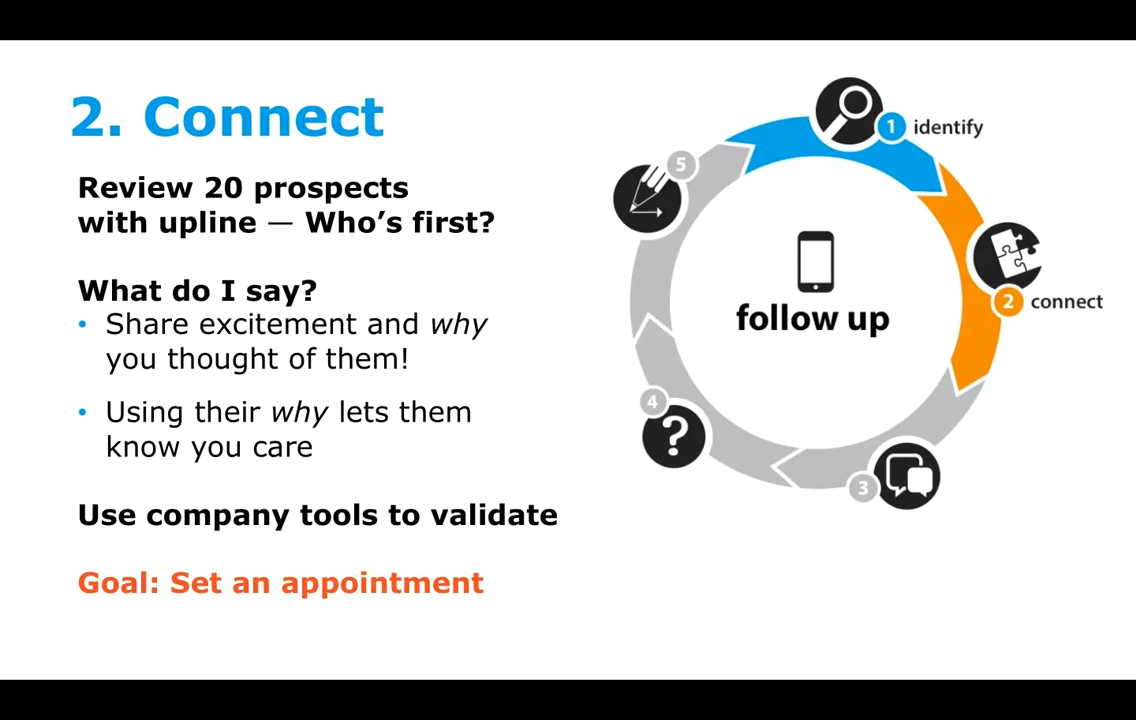 2. Connect
Review 20 prospects
with upline — Who's first?
What do I say?
• Share excitement and why
you thought of them!
• Using their why lets them
know you care
Use company tools to validate
Goal: Set an appointment
1 identify
2 connect
3
4
?
5
follow up